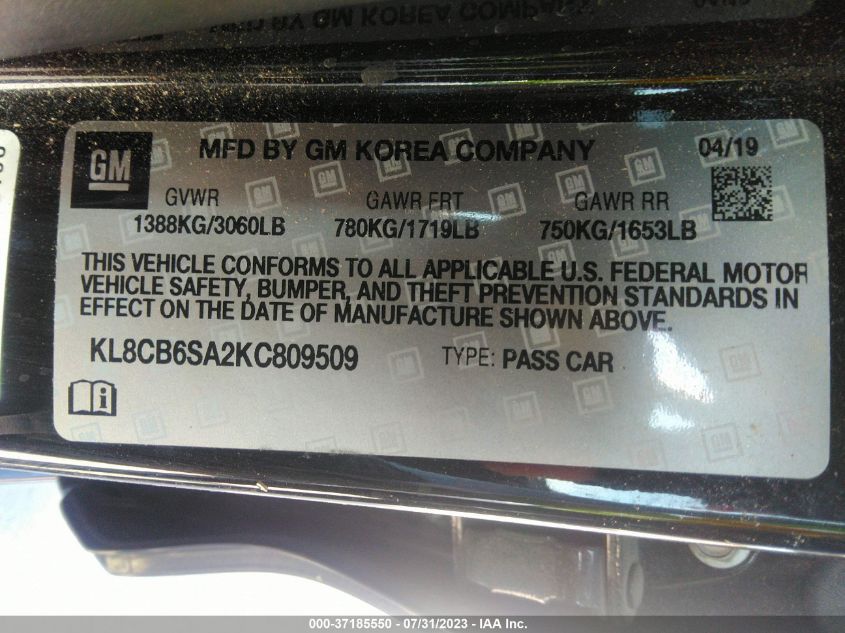 MFD BY GM KOREA COMPANY 04/19
GM
GVWR GAWR FRT GAWR RR
1388KG/3060LB 780KG/1719LB 750KG/1653LB
THIS VEHICLE CONFORMS TO ALL APPLICABLE U.S. FEDERAL MOTOR
VEHICLE SAFETY, BUMPER, AND THEFT PREVENTION STANDARDS IN
EFFECT ON THE DATE OF MANUFACTURE SHOWN ABOVE.
KL8CB6SA2KC809509 TYPE: PASS CAR
000-37185550 - 07/31/2023 - IAA Inc.